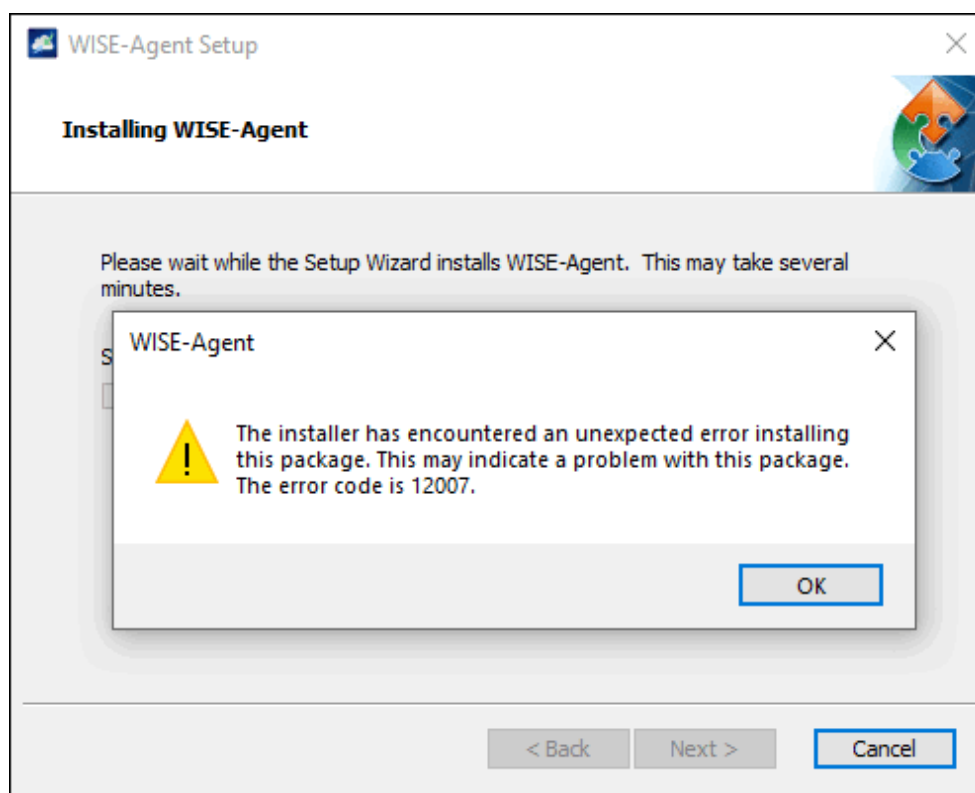 WISE-Agent Setup
Installing WISE-Agent
Please wait while the Setup Wizard installs WISE-Agent. This may take several
minutes.
S
WISE-Agent
The installer has encountered an unexpected error installing
this package. This may indicate a problem with this package.
The error code is 12007.
OK
< Back
Next >
Cancel